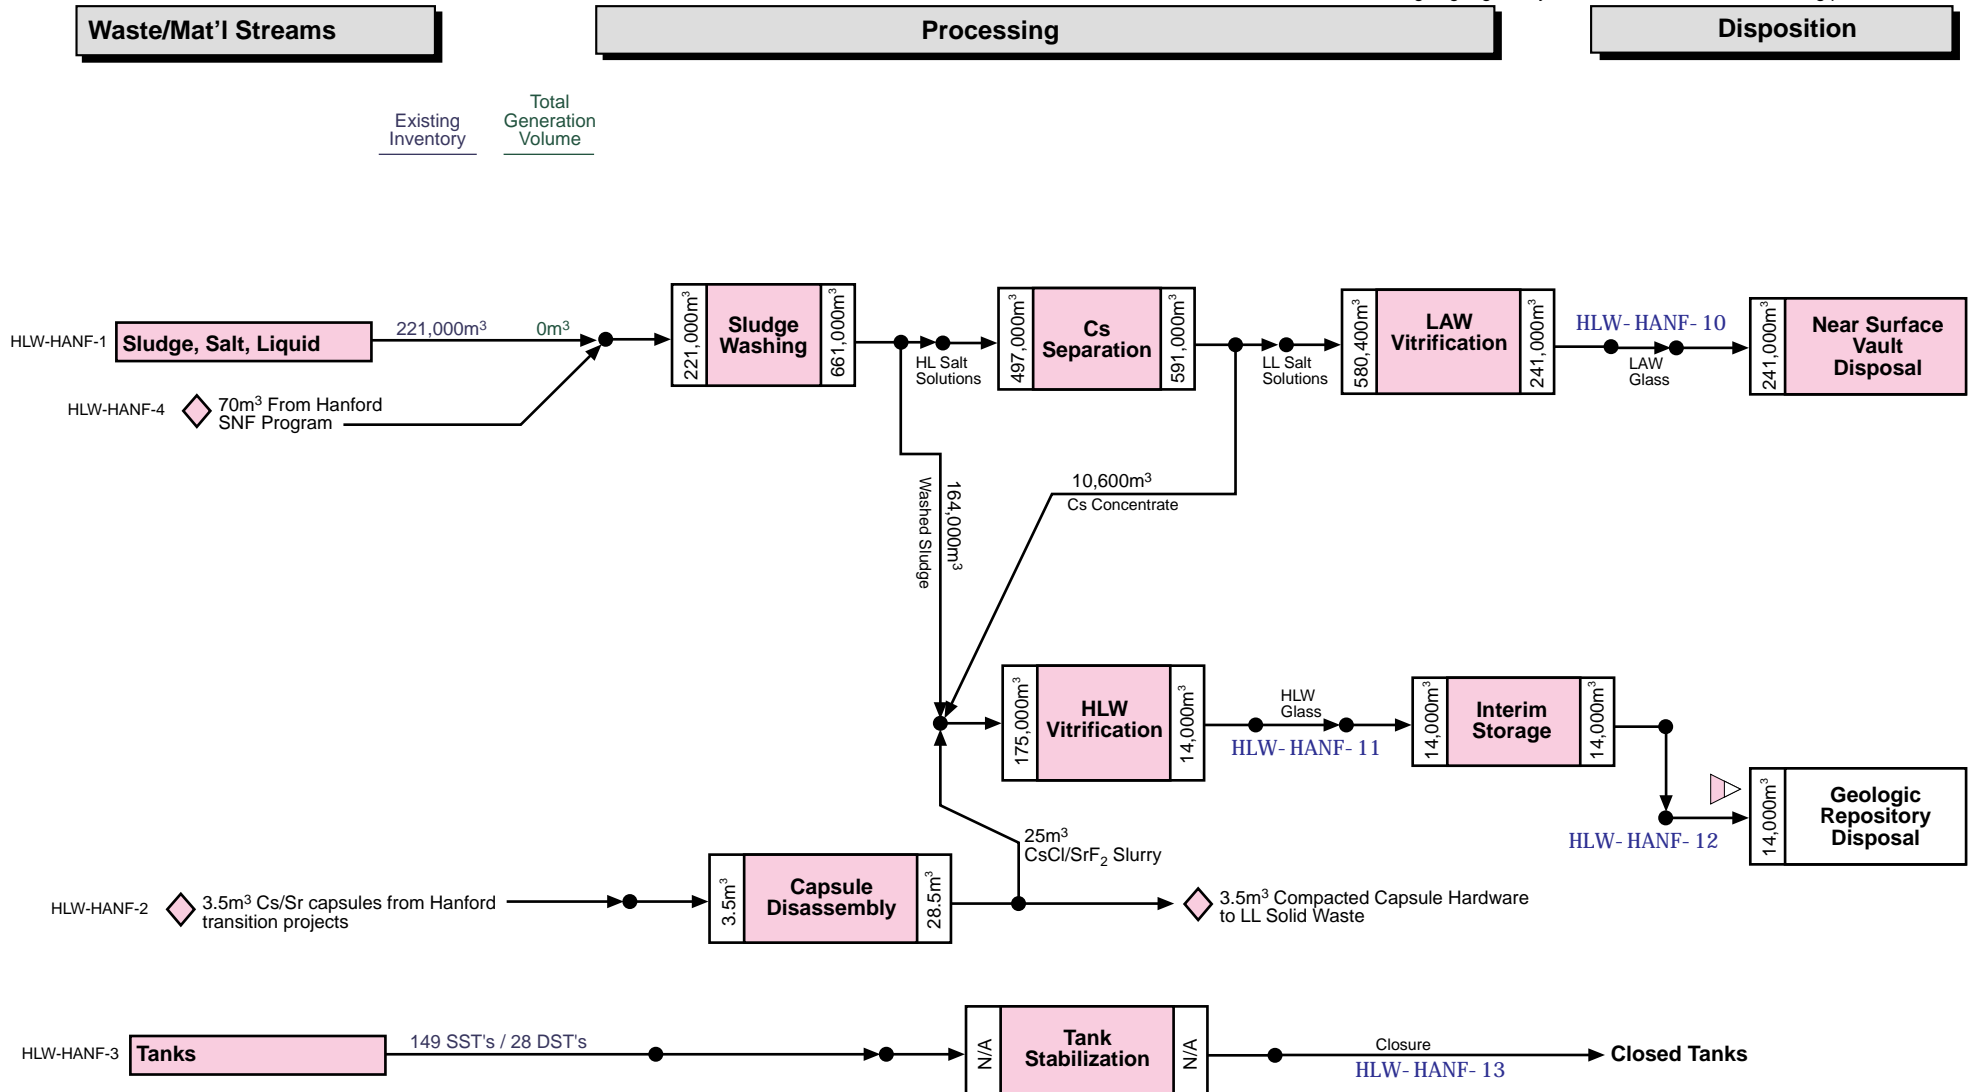 Waste/Mat’l Streams
Processing
Disposition
Existing
Inventory
Total
Generation
Volume
HLW-HANF-1
Sludge, Salt, Liquid
221,000m³
0m³
HLW-HANF-4
70m³ From Hanford
SNF Program
221,000m³
Sludge
Washing
661,000m³
HL Salt
Solutions
497,000m³
Cs
Separation
591,000m³
LL Salt
Solutions
580,400m³
LAW
Vitrification
241,000m³
HLW-HANF-10
LAW
Glass
241,000m³
Near Surface
Vault
Disposal
164,000m³
Washed Sludge
10,600m³
Cs Concentrate
175,000m³
HLW
Vitrification
14,000m³
HLW
Glass
HLW-HANF-11
14,000m³
Interim
Storage
14,000m³
HLW-HANF-12
14,000m³
Geologic
Repository
Disposal
25m³
CsCl/SrF₂ Slurry
HLW-HANF-2
3.5m³ Cs/Sr capsules from Hanford
transition projects
3.5m³
Capsule
Disassembly
28.5m³
3.5m³ Compacted Capsule Hardware
to LL Solid Waste
HLW-HANF-3
Tanks
149 SST's / 28 DST's
N/A
Tank
Stabilization
N/A
Closure
HLW-HANF-13
Closed Tanks